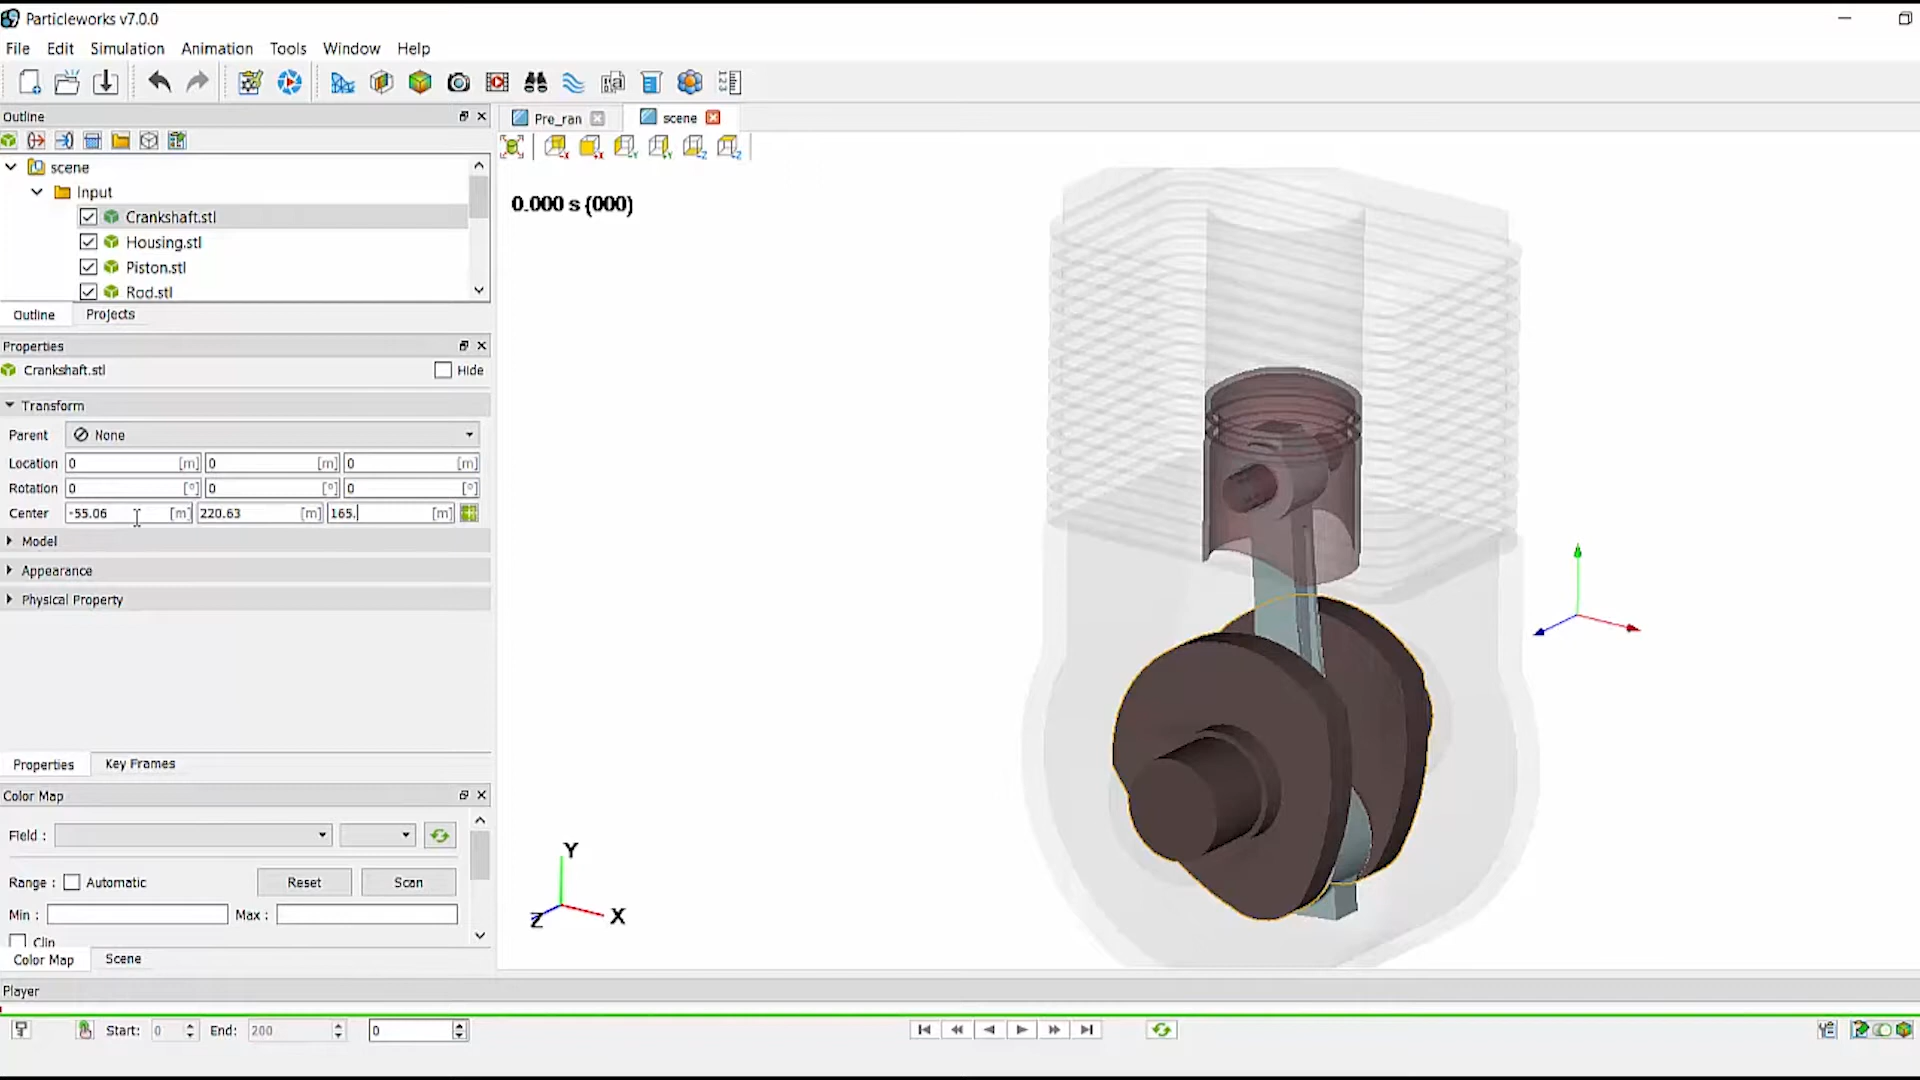 Particleworks v7.0.0
File Edit Simulation Animation Tools Window Help
Outline
Pre_ran scene
scene
Input
Crankshaft.stl
Housing.stl
Piston.stl
Rod.stl
Outline Projects
0.000 s (000)
Properties
Crankshaft.stl Hide
Transform
Parent None
Location 0 [m] 0 [m] 0 [m]
Rotation 0 [°] 0 [°] 0 [°]
Center -55.06 [m] 220.63 [m] 165. [m]
Model
Appearance
Physical Property
Properties Key Frames
Color Map
Field :
Range : Automatic Reset Scan
Min : Max :
Clip
Color Map Scene
Y
Z X
Player
Start: 0 End: 200 0